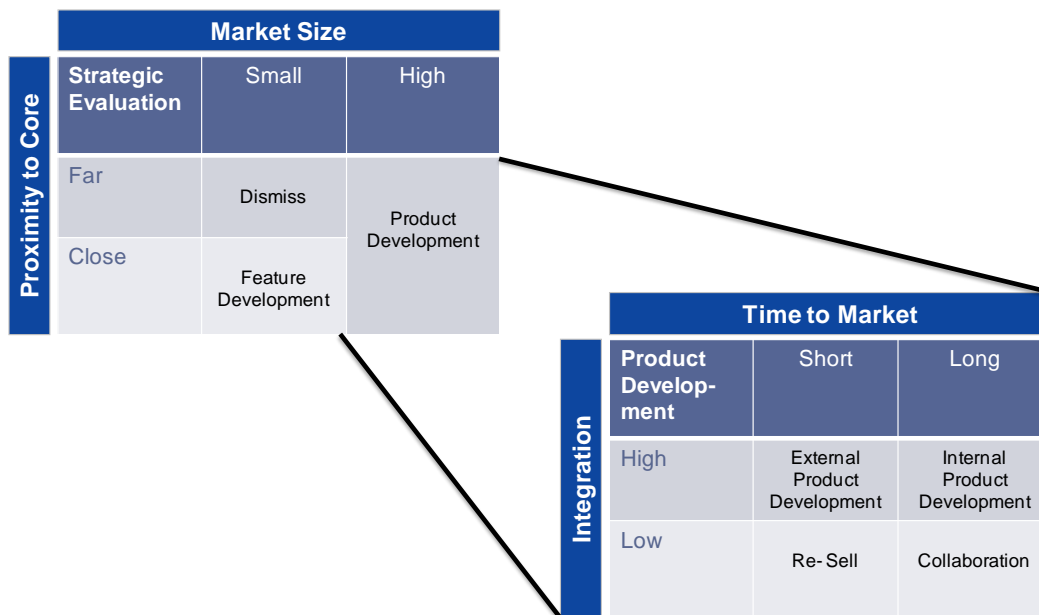 Market Size
Proximity to Core
Strategic
Evaluation
Small
High
Far
Dismiss
Product
Development
Close
Feature
Development
Time to Market
Integration
Product
Develop-
ment
Short
Long
High
External
Product
Development
Internal
Product
Development
Low
Re-Sell
Collaboration